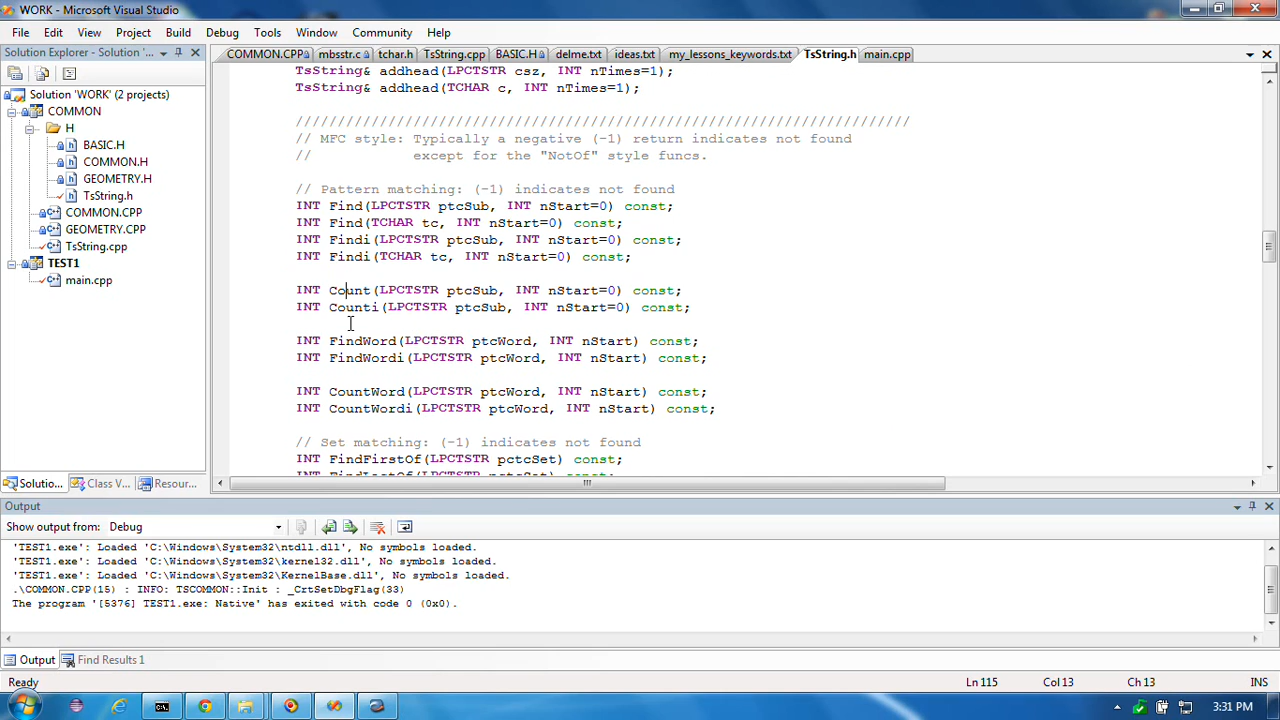 WORK - Microsoft Visual Studio
File Edit View Project Build Debug Tools Window Community Help
Solution Explorer - Solution '...
COMMON.CPP mbsstr.c tchar.h TsString.cpp BASIC.H delme.txt ideas.txt my_lessons_keywords.txt TsString.h main.cpp
Solution 'WORK' (2 projects)
COMMON
H
BASIC.H
COMMON.H
GEOMETRY.H
TsString.h
COMMON.CPP
GEOMETRY.CPP
TsString.cpp
TEST1
main.cpp
Solutio... Class V... Resour...
TsString& addhead(LPCTSTR csz, INT nTimes=1);
TsString& addhead(TCHAR c, INT nTimes=1);
/////////////////////////////////////////////////////////////////////////
// MFC style: Typically a negative (-1) return indicates not found
// except for the "NotOf" style funcs.
// Pattern matching: (-1) indicates not found
INT Find(LPCTSTR ptcSub, INT nStart=0) const;
INT Find(TCHAR tc, INT nStart=0) const;
INT Findi(LPCTSTR ptcSub, INT nStart=0) const;
INT Findi(TCHAR tc, INT nStart=0) const;
INT Count(LPCTSTR ptcSub, INT nStart=0) const;
INT Counti(LPCTSTR ptcSub, INT nStart=0) const;
INT FindWord(LPCTSTR ptcWord, INT nStart) const;
INT FindWordi(LPCTSTR ptcWord, INT nStart) const;
INT CountWord(LPCTSTR ptcWord, INT nStart) const;
INT CountWordi(LPCTSTR ptcWord, INT nStart) const;
// Set matching: (-1) indicates not found
INT FindFirstOf(LPCTSTR pctcSet) const;
INT FindLastOf(LPCTSTR pctcSet) const;
Output
Show output from: Debug
'TEST1.exe': Loaded 'C:\Windows\System32\ntdll.dll', No symbols loaded.
'TEST1.exe': Loaded 'C:\Windows\System32\kernel32.dll', No symbols loaded.
'TEST1.exe': Loaded 'C:\Windows\System32\KernelBase.dll', No symbols loaded.
.\COMMON.CPP(15) : INFO: TSCOMMON::Init : _CrtSetDbgFlag(33)
The program '[5376] TEST1.exe: Native' has exited with code 0 (0x0).
Output Find Results 1
Ready Ln 115 Col 13 Ch 13 INS
3:31 PM